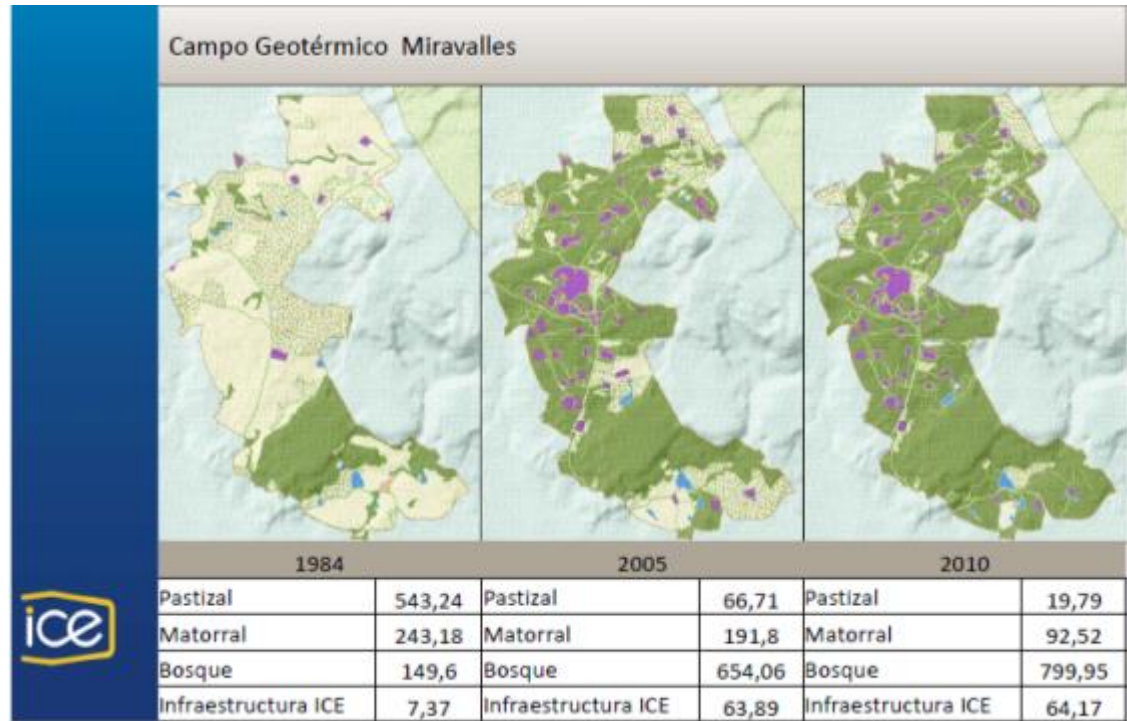 Campo Geotérmico Miravalles
1984 2005 2010
Pastizal 543,24 Pastizal 66,71 Pastizal 19,79
Matorral 243,18 Matorral 191,8 Matorral 92,52
Bosque 149,6 Bosque 654,06 Bosque 799,95
Infraestructura ICE 7,37 Infraestructura ICE 63,89 Infraestructura ICE 64,17
ice